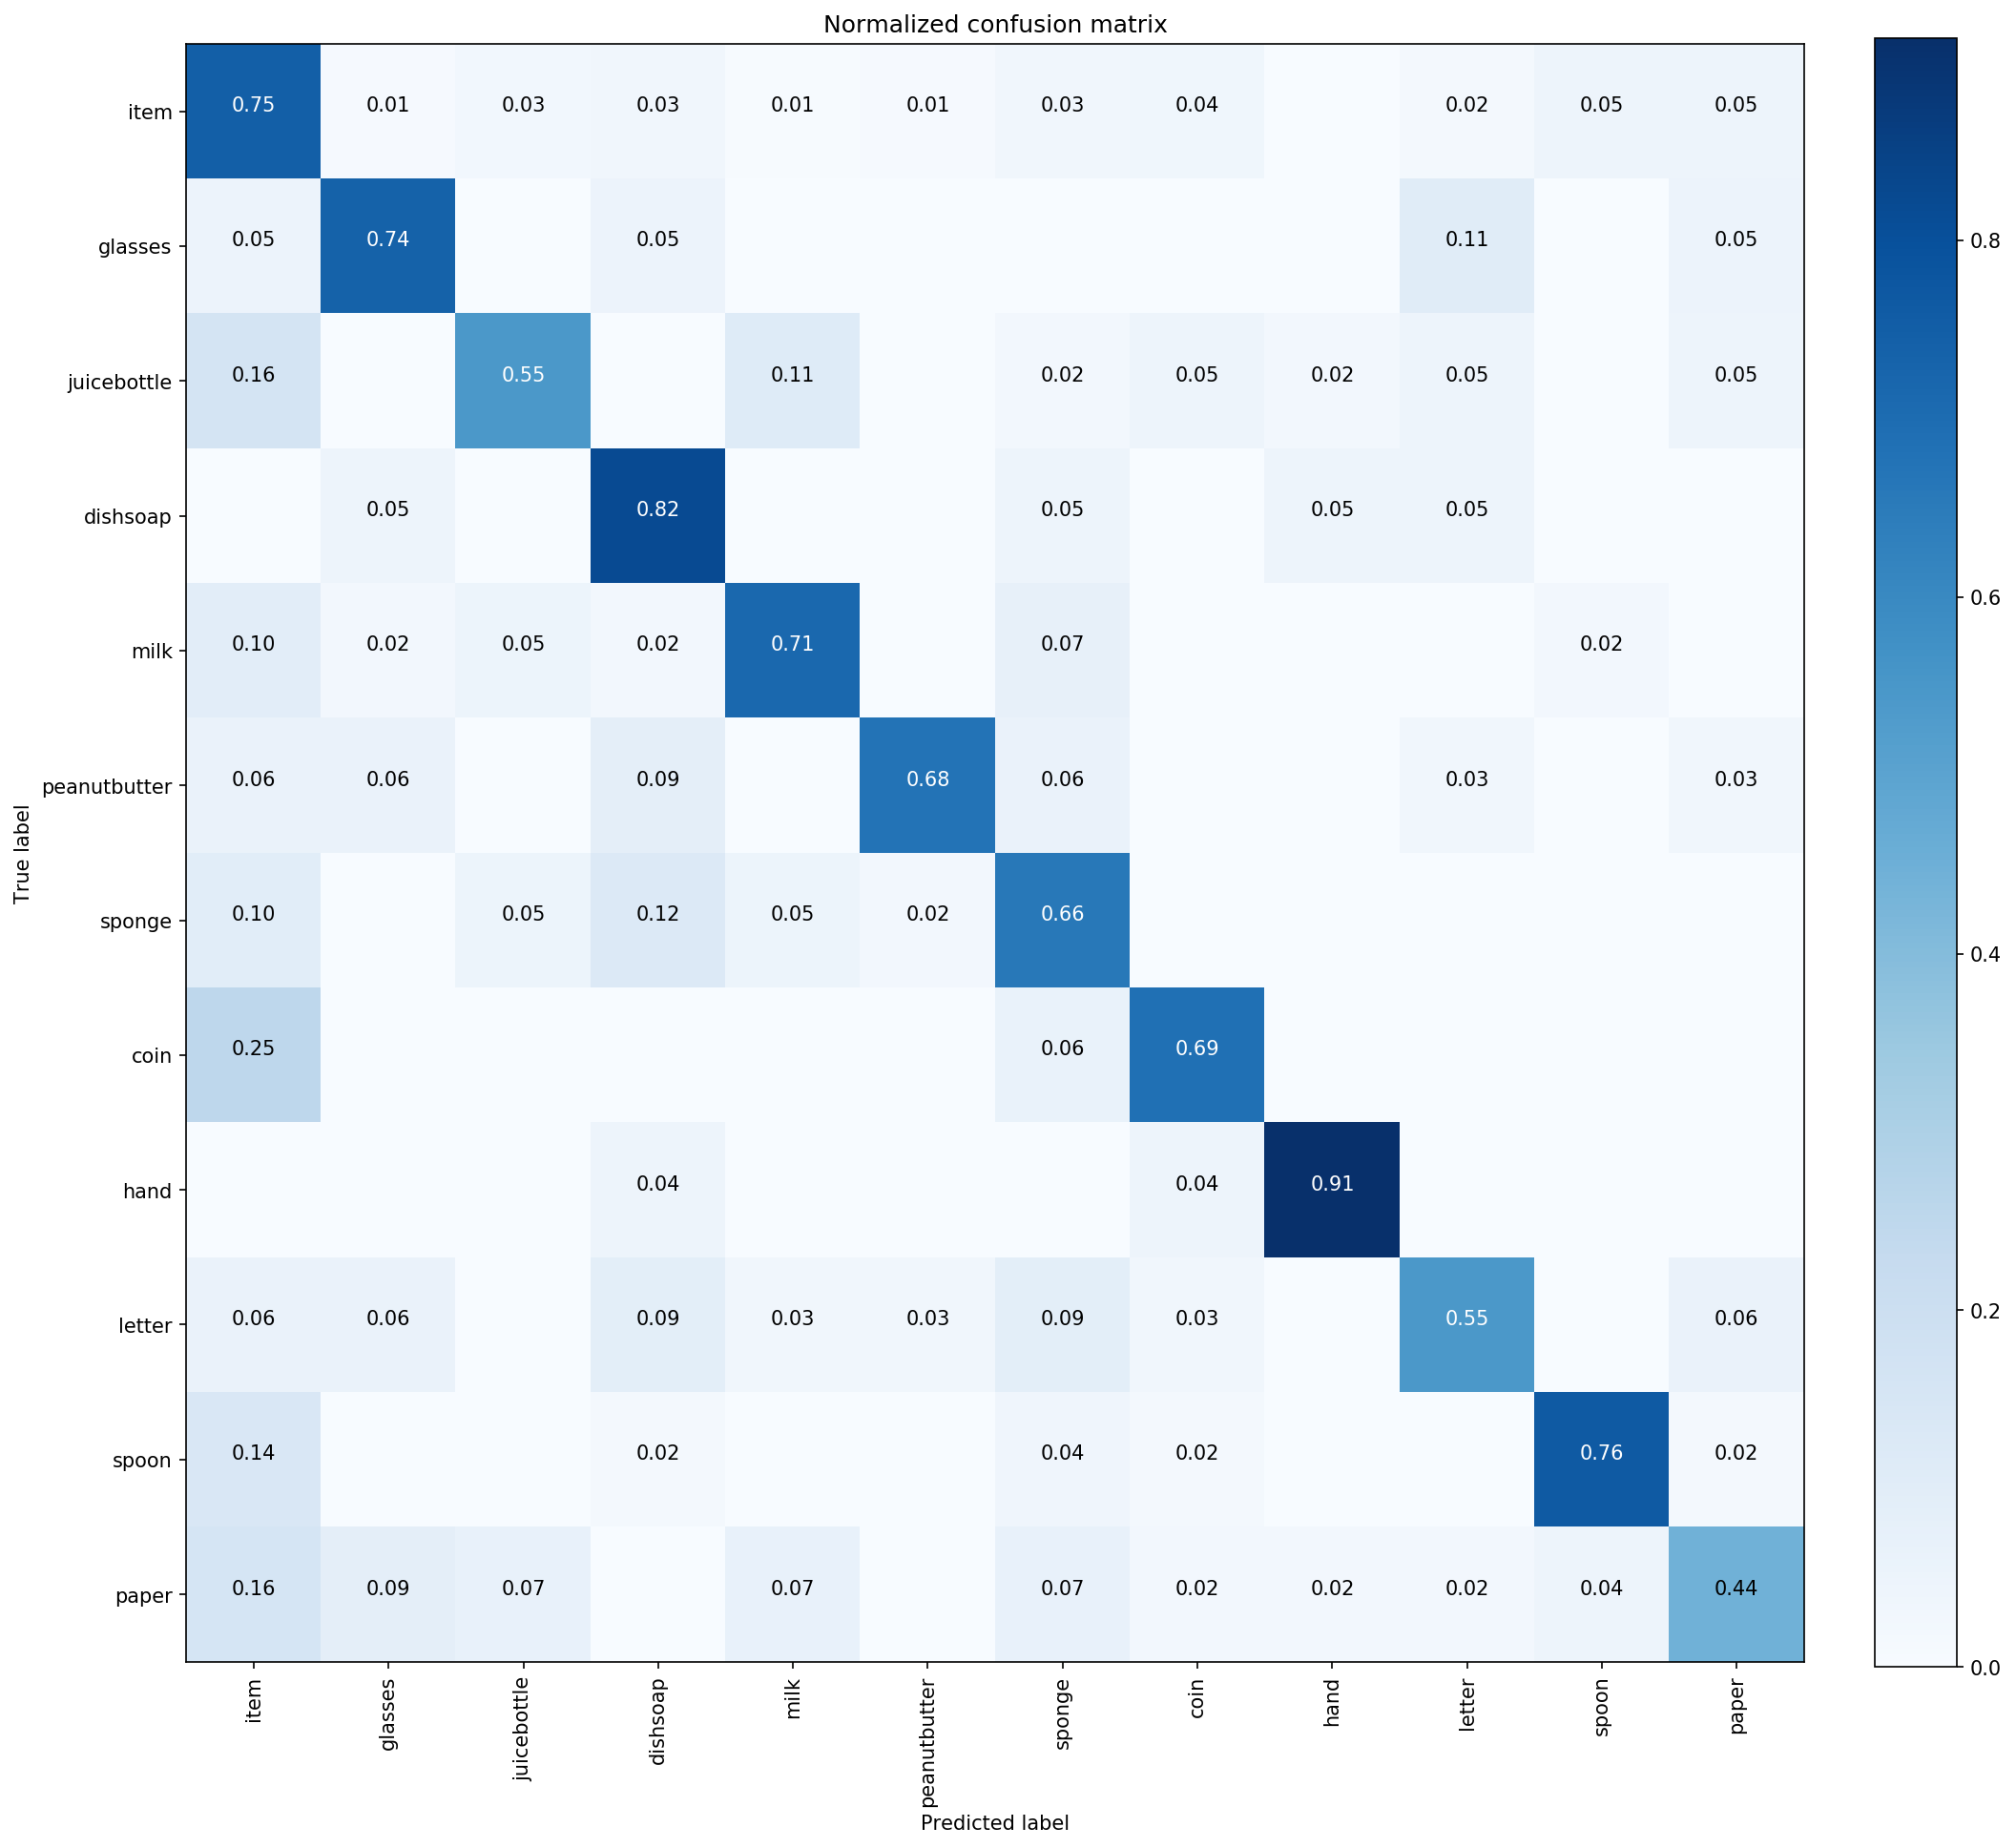 Normalized confusion matrix
item 0.75 0.01 0.03 0.03 0.01 0.01 0.03 0.04 0.02 0.05 0.05
glasses 0.05 0.74 0.05 0.11 0.05
juicebottle 0.16 0.55 0.11 0.02 0.05 0.02 0.05 0.05
dishsoap 0.05 0.82 0.05 0.05 0.05
milk 0.10 0.02 0.05 0.02 0.71 0.07 0.02
peanutbutter 0.06 0.06 0.09 0.68 0.06 0.03 0.03
sponge 0.10 0.05 0.12 0.05 0.02 0.66
coin 0.25 0.06 0.69
hand 0.04 0.04 0.91
letter 0.06 0.06 0.09 0.03 0.03 0.09 0.03 0.55 0.06
spoon 0.14 0.02 0.04 0.02 0.76 0.02
paper 0.16 0.09 0.07 0.07 0.07 0.02 0.02 0.02 0.04 0.44
True label
item glasses juicebottle dishsoap milk peanutbutter sponge coin hand letter spoon paper
Predicted label
0.8
0.6
0.4
0.2
0.0